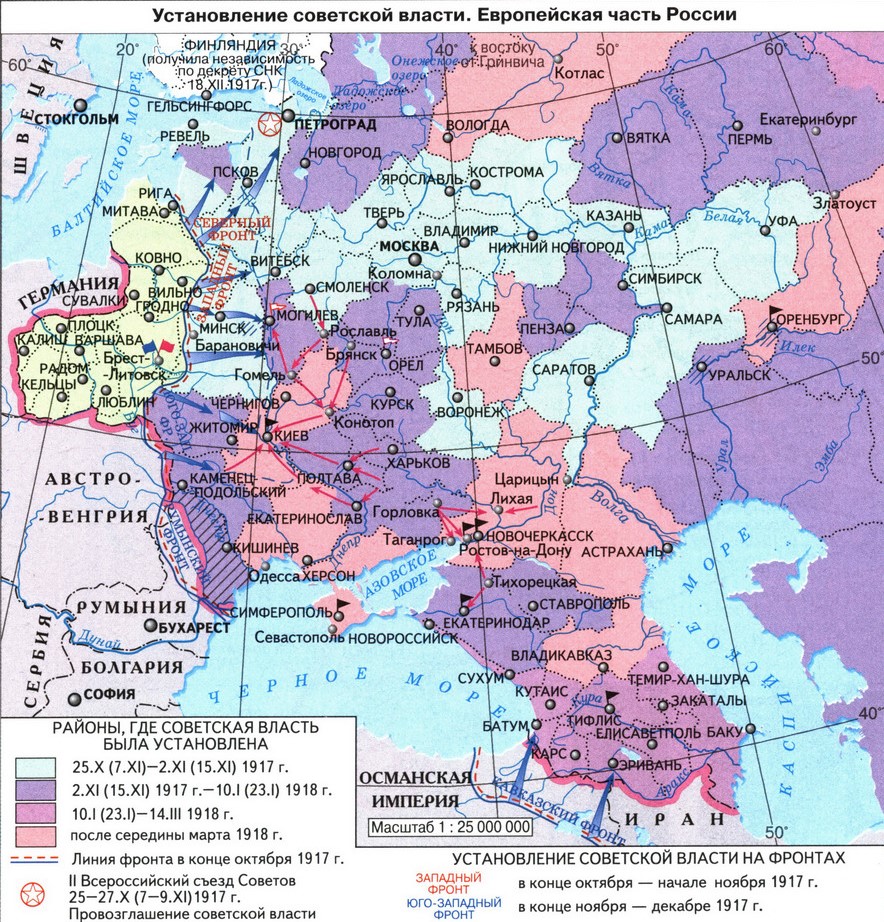 Установление советской власти. Европейская часть России
20°
30°
40°
50°
60°
60°
ФИНЛЯНДИЯ
(получила независимость
по декрету СНК
18.XII 1917г.)
к востоку
от Гринвича
Онежское
озеро
Ладожское
озеро
Ладожское
озеро
Котлас
ШВЕЦИЯ
СТОКГОЛЬМ
ГЕЛЬСИНГФОРС
РЕВЕЛЬ
ПЕТРОГРАД
НОВГОРОД
ВОЛОГДА
ВЯТКА
Кама
ПЕРМЬ
Екатеринбург
Златоуст
БАЛТИЙСКОЕ МОРЕ
ПСКОВ
РИГА
МИТАВА
СЕВЕРНЫЙ
ФРОНТ
ЗАПАДНЫЙ
ФРОНТ
ЯРОСЛАВЛЬ
КОСТРОМА
Вятка
ТВЕРЬ
ВЛАДИМИР
МОСКВА
Коломна
НИЖНИЙ НОВГОРОД
КАЗАНЬ
Кама
Белая
УФА
КОВНО
ВИТЕБСК
ГЕРМАНИЯ
СУВАЛКИ
ВИЛЬНО
ГРОДНО
СМОЛЕНСК
РЯЗАНЬ
СИМБИРСК
САМАРА
ОРЕНБУРГ
ПЛОЦК
КАЛИШ
ВАРШАВА
МИНСК
Барановичи
МОГИЛЕВ
Рославль
ТУЛА
Дон
ПЕНЗА
Илек
РАДОМ
КЕЛЬЦЫ
Брест-
Литовск
ЛЮБЛИН
Буг
Гомель
Брянск
ОРЕЛ
ТАМБОВ
САРАТОВ
УРАЛЬСК
50°
ЧЕРНИГОВ
КУРСК
ВОРОНЕЖ
ЖИТОМИР
КИЕВ
Конотоп
АВСТРО-
-ВЕНГРИЯ
КАМЕНЕЦ-
-ПОДОЛЬСКИЙ
ПОЛТАВА
ХАРЬКОВ
Царицын
Лихая
Дон
Волга
Урал
Эмба
ЕКАТЕРИНОСЛАВ
Горловка
Таганрог
НОВОЧЕРКАССК
Ростов-на-Дону
АСТРАХАНЬ
РУМЫНСКИЙ
ФРОНТ
КИШИНЕВ
Одесса
ХЕРСОН
Днепр
АЗОВСКОЕ
МОРЕ
Тихорецкая
СТАВРОПОЛЬ
РУМЫНИЯ
БУХАРЕСТ
Дунай
СЕРБИЯ
БОЛГАРИЯ
СОФИЯ
СИМФЕРОПОЛЬ
Севастополь
НОВОРОССИЙСК
ЕКАТЕРИНОДАР
ЧЕРНОЕ МОРЕ
КАСПИЙСКОЕ МОРЕ
ВЛАДИКАВКАЗ
ТЕМИР-ХАН-ШУРА
СУХУМ
КУТАИС
Кура
ЗАКАТАЛЫ
БАТУМ
ТИФЛИС
ЕЛИСАВЕТПОЛЬ
БАКУ
40°
КАРС
ЭРИВАНЬ
Аракс
КАВКАЗСКИЙ ФРОНТ
ОСМАНСКАЯ
ИМПЕРИЯ
ИРАН
50°
Масштаб 1 : 25 000 000
РАЙОНЫ, ГДЕ СОВЕТСКАЯ ВЛАСТЬ
БЫЛА УСТАНОВЛЕНА
25.X (7.XI)—2.XI (15.XI) 1917 г.
2.XI (15.XI) 1917 г.—10.I (23.I) 1918 г.
10.I (23.I)—14.III 1918 г.
после середины марта 1918 г.
Линия фронта в конце октября 1917 г.
II Всероссийский съезд Советов
25—27.X (7—9.XI)1917 г.
Провозглашение советской власти
УСТАНОВЛЕНИЕ СОВЕТСКОЙ ВЛАСТИ НА ФРОНТАХ
ЗАПАДНЫЙ
ФРОНТ
в конце октября — начале ноября 1917 г.
ЮГО-ЗАПАДНЫЙ
ФРОНТ
в конце ноября — декабре 1917 г.